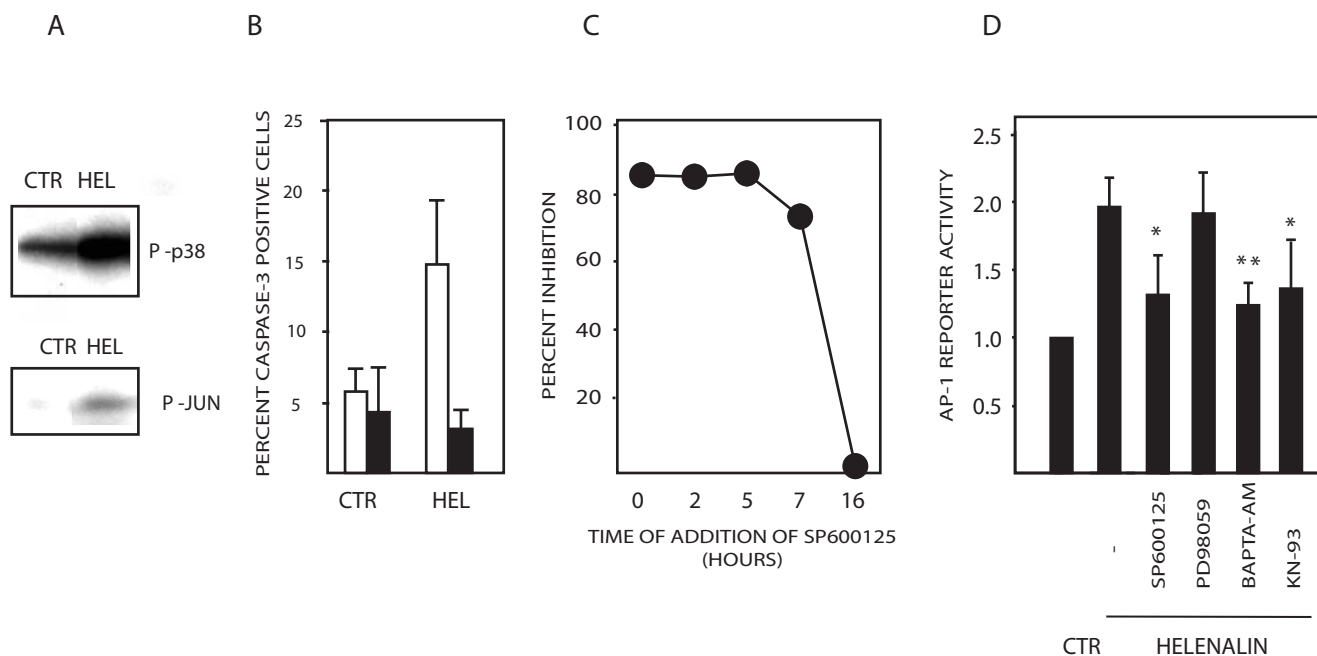 A
CTR HEL
P -p38
CTR HEL
P -JUN
B
PERCENT CASPASE-3 POSITIVE CELLS
25
20
15
10
5
CTR HEL
C
PERCENT INHIBITION
100
80
60
40
20
0 2 5 7 16
TIME OF ADDITION OF SP600125
(HOURS)
D
AP-1 REPORTER ACTIVITY
2.5
2.0
1.5
1.0
0.5
* ** *
- SP600125 PD98059 BAPTA-AM KN-93
CTR HELENALIN